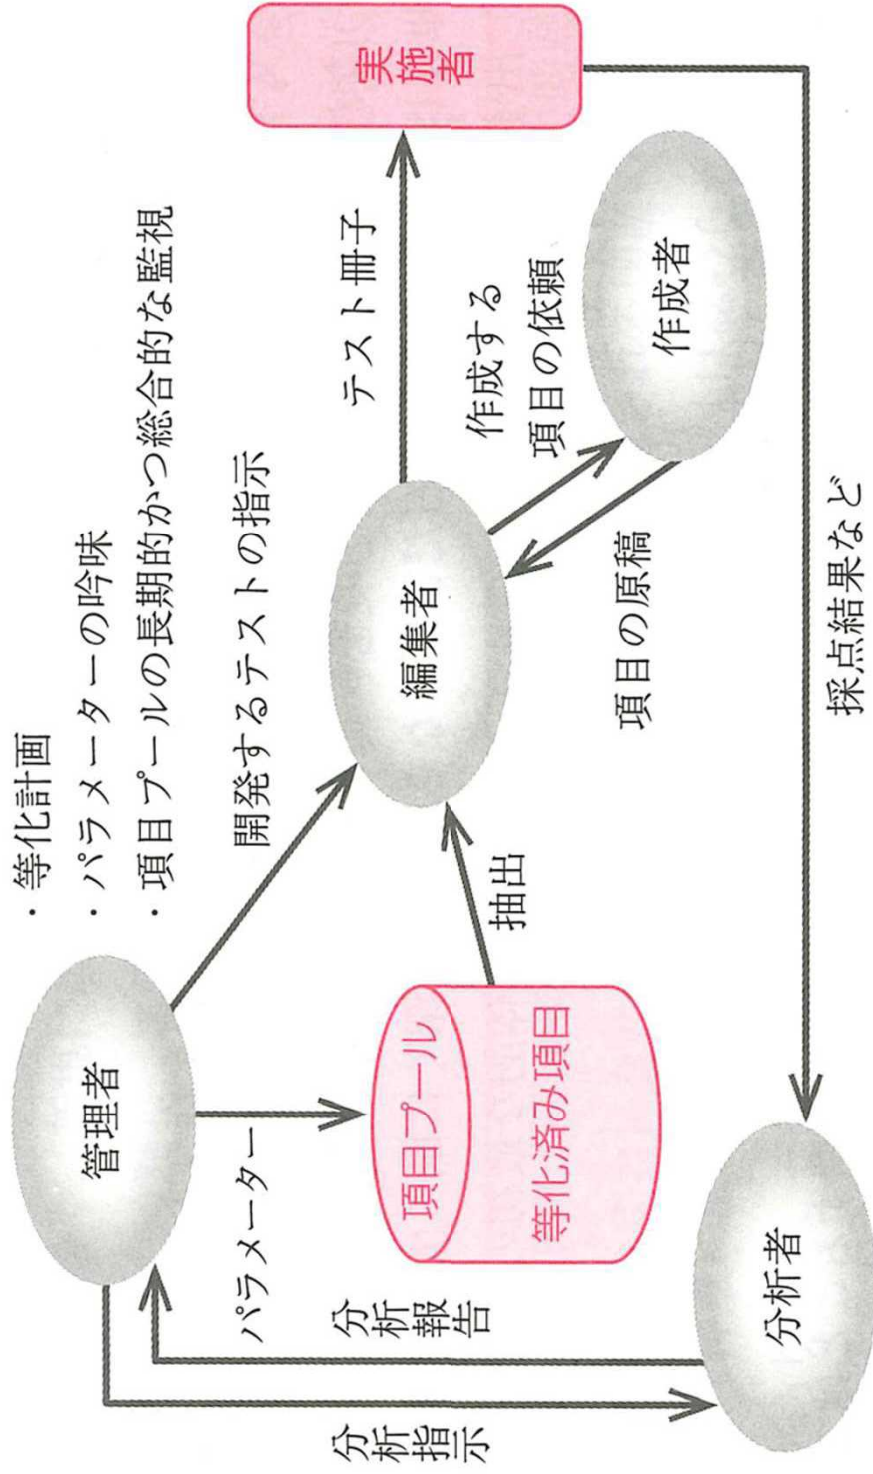 ・等化計画
・パラメーターの吟味
・項目プールの長期的かつ総合的な監視
管理者
開発するテストの指示
パラメーター
分析指示
分析報告
項目プール
等化済み項目
抽出
編集者
テスト冊子
実施者
作成する
項目の依頼
項目の原稿
作成者
分析者
採点結果など